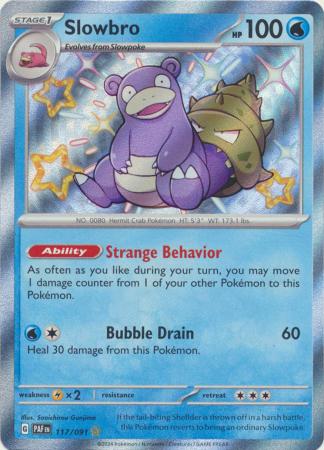 STAGE 1
Slowbro
HP 100
Evolves from Slowpoke
NO. 0080 Hermit Crab Pokémon HT: 5'3" WT: 173.1 lbs
Ability Strange Behavior
As often as you like during your turn, you may move
1 damage counter from 1 of your other Pokémon to this
Pokémon.
Bubble Drain 60
Heal 30 damage from this Pokémon.
weakness ×2 resistance retreat
Illus. Souichirou Gunjima
If the tail-biting Shellder is thrown off in a harsh battle,
this Pokémon reverts to being an ordinary Slowpoke.
G PAF EN 117/091
©2024 Pokémon / Nintendo / Creatures / GAME FREAK